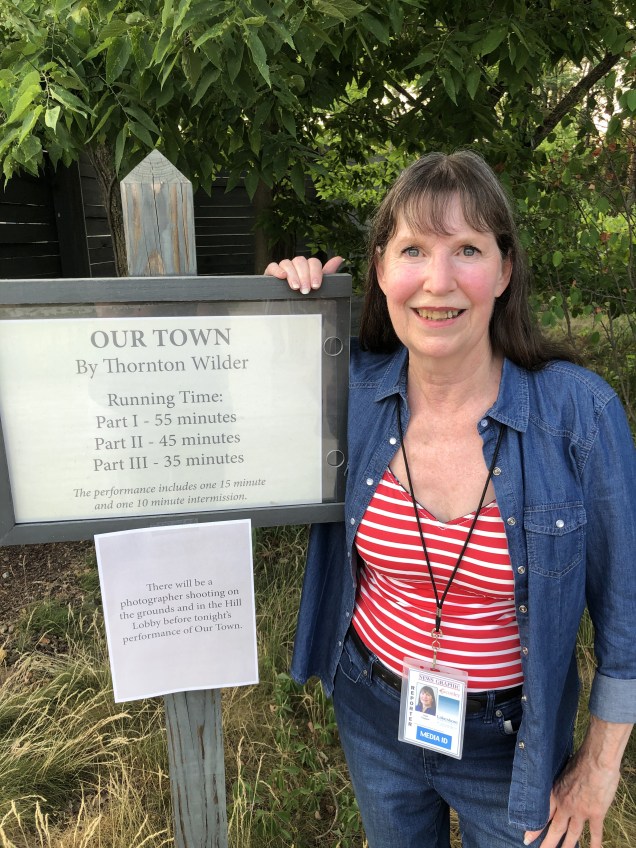 OUR TOWN
By Thornton Wilder
Running Time:
Part I - 55 minutes
Part II - 45 minutes
Part III - 35 minutes
The performance includes one 15 minute
and one 10 minute intermission.
There will be a
photographer shooting on
the grounds and in the Hill
Lobby before tonight's
performance of Our Town.
NEWS GRAPHIC
REPORTER
MEDIA ID